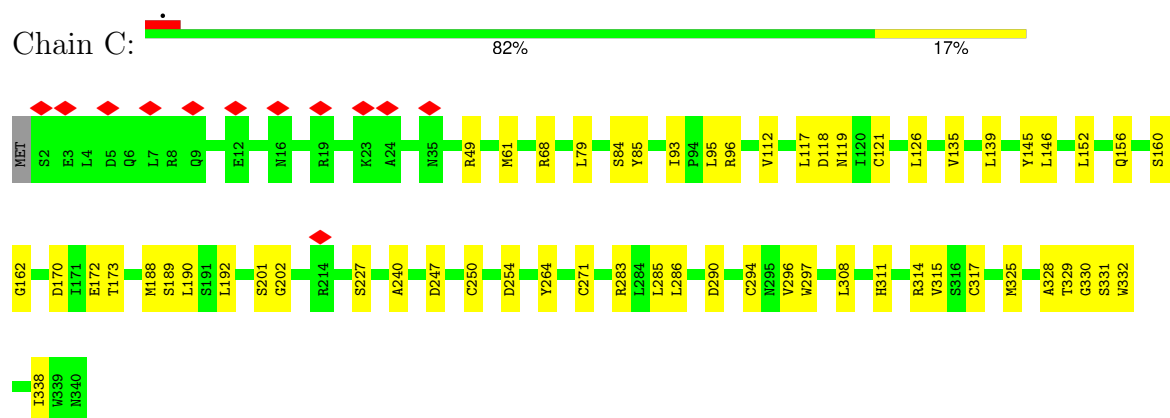 Chain C:
82% 17%
MET S2 E3 L4 D5 Q6 L7 R8 Q9 E12 N16 R19 K23 A24 N35 R49 M61 R68 L79 S84 Y85 I93 P94 L95 R96 V112 L117 D118 N119 I120 C121 L126 V135 L139 Y145 L146 L152 Q156 S160
G162 D170 I171 E172 T173 M188 S189 L190 S191 L192 S201 G202 R214 S227 A240 D247 C250 D254 Y264 C271 R283 L284 L285 L286 D290 C294 N295 V296 W297 L308 H311 R314 V315 S316 C317 M325 A328 T329 G330 S331 W332
I338 W339 N340